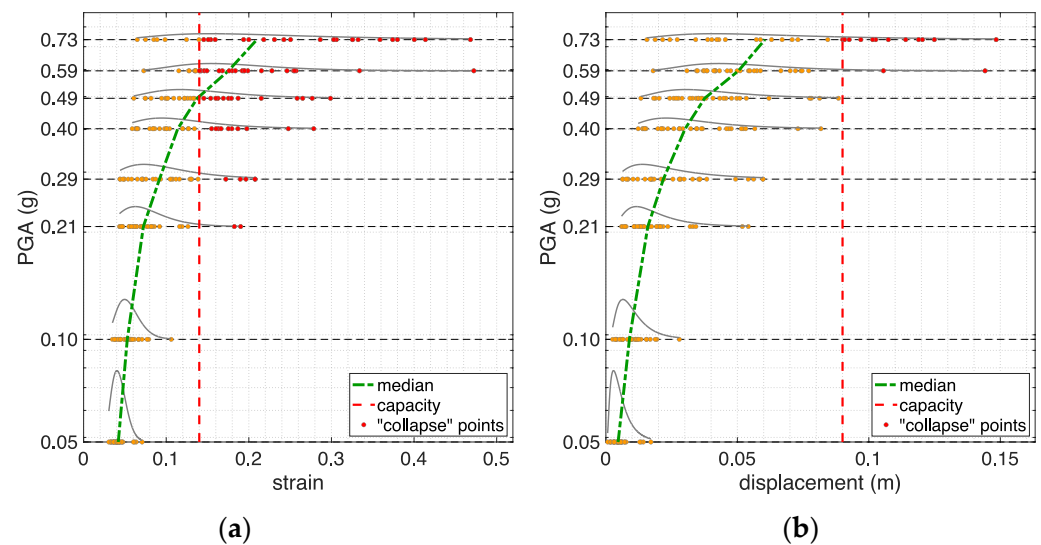 0.73
0.59
0.49
0.40
0.29
0.21
0.10
0.05
PGA (g)
0 0.1 0.2 0.3 0.4 0.5
strain
median
capacity
"collapse" points
(a)
0.73
0.59
0.49
0.40
0.29
0.21
0.10
0.05
PGA (g)
0 0.05 0.1 0.15
displacement (m)
median
capacity
"collapse" points
(b)